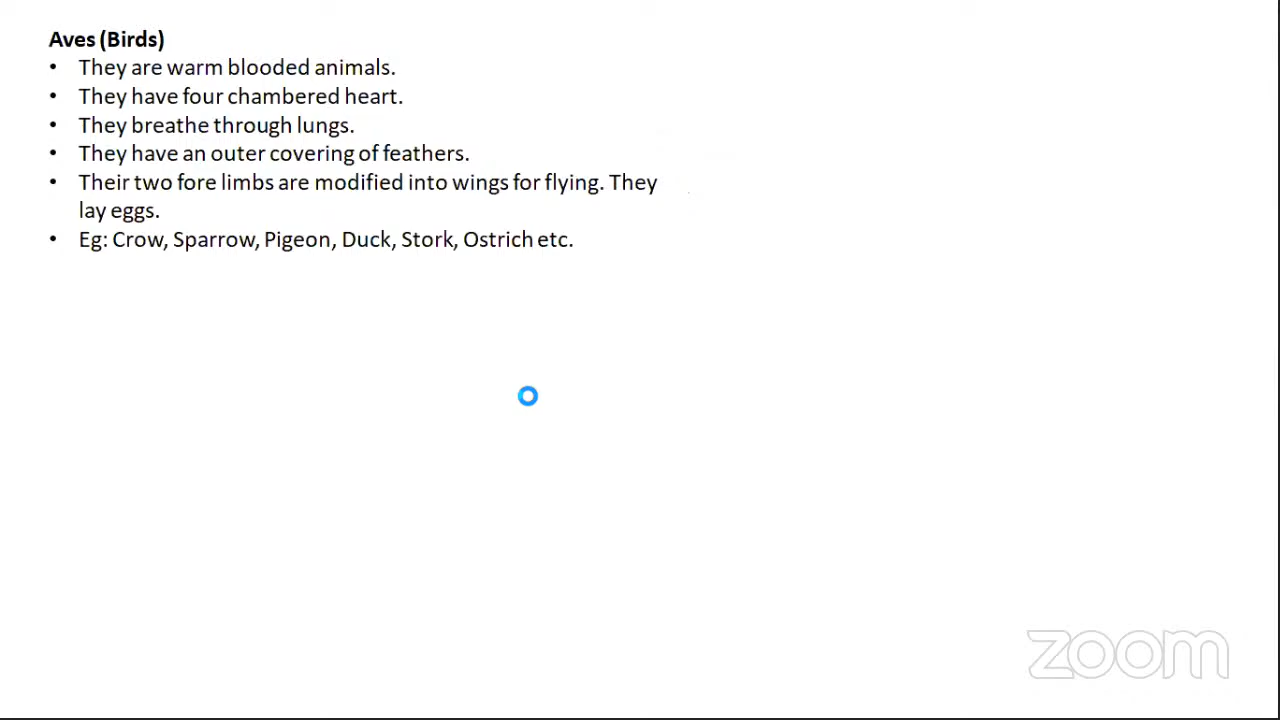 Aves (Birds)
• They are warm blooded animals.
• They have four chambered heart.
• They breathe through lungs.
• They have an outer covering of feathers.
• Their two fore limbs are modified into wings for flying. They
lay eggs.
• Eg: Crow, Sparrow, Pigeon, Duck, Stork, Ostrich etc.
zoom